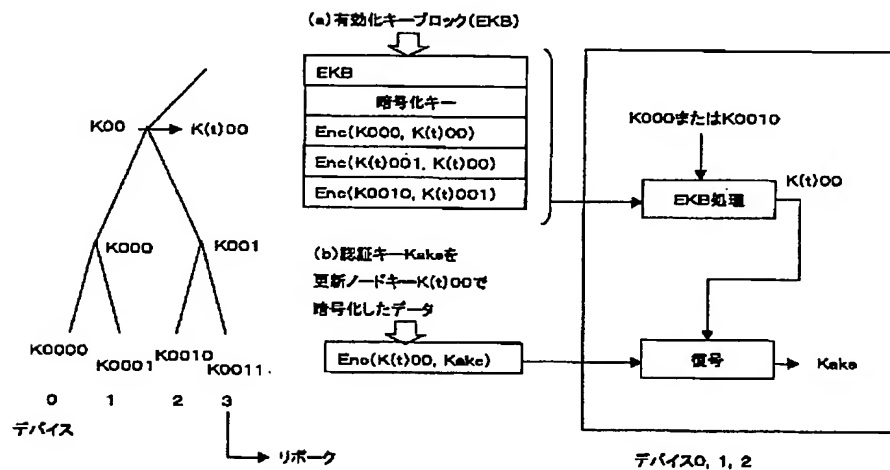 (a)有効化キーブロック(EKB)
EKB
暗号化キー
Enc(K000, K(t)00)
Enc(K(t)001, K(t)00)
Enc(K0010, K(t)001)
K00
K(t)00
K000
K001
K0000
K0001
K0010
K0011.
0 1 2 3
デバイス
リボーク
(b)認証キーKakeを
更新ノードキーK(t)00で
暗号化したデータ
Enc(K(t)00, Kake)
K000またはK0010
K(t)00
EKB処理
復号
Kake
デバイス0, 1, 2